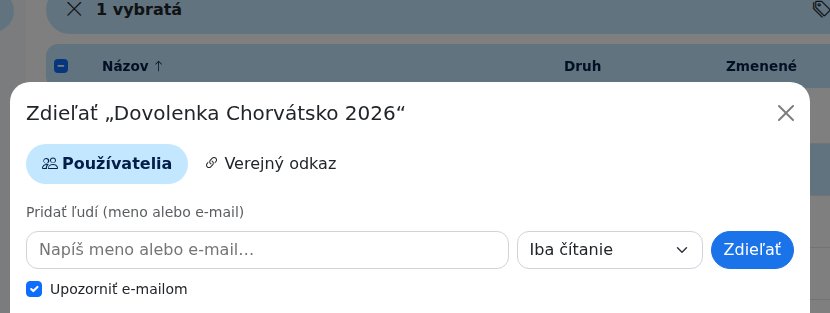 1 vybratá
Názov ↑ Druh Zmenené
Zdieľať „Dovolenka Chorvátsko 2026“
Používatelia Verejný odkaz
Pridať ľudí (meno alebo e-mail)
Napíš meno alebo e-mail… Iba čítanie Zdieľať
Upozorniť e-mailom